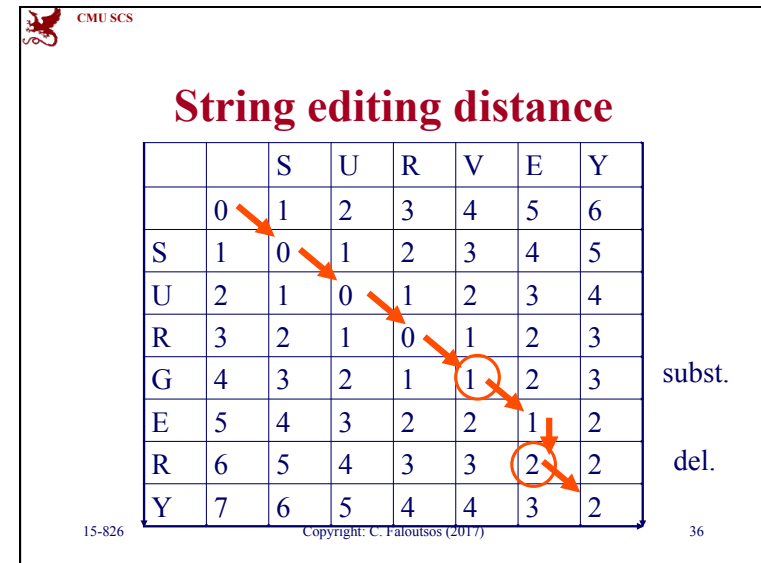 CMU SCS
String editing distance
S U R V E Y
0 1 2 3 4 5 6
S 1 0 1 2 3 4 5
U 2 1 0 1 2 3 4
R 3 2 1 0 1 2 3
G 4 3 2 1 1 2 3 subst.
E 5 4 3 2 2 1 2
R 6 5 4 3 3 2 2 del.
Y 7 6 5 4 4 3 2
15-826 Copyright: C. Faloutsos (2017) 36